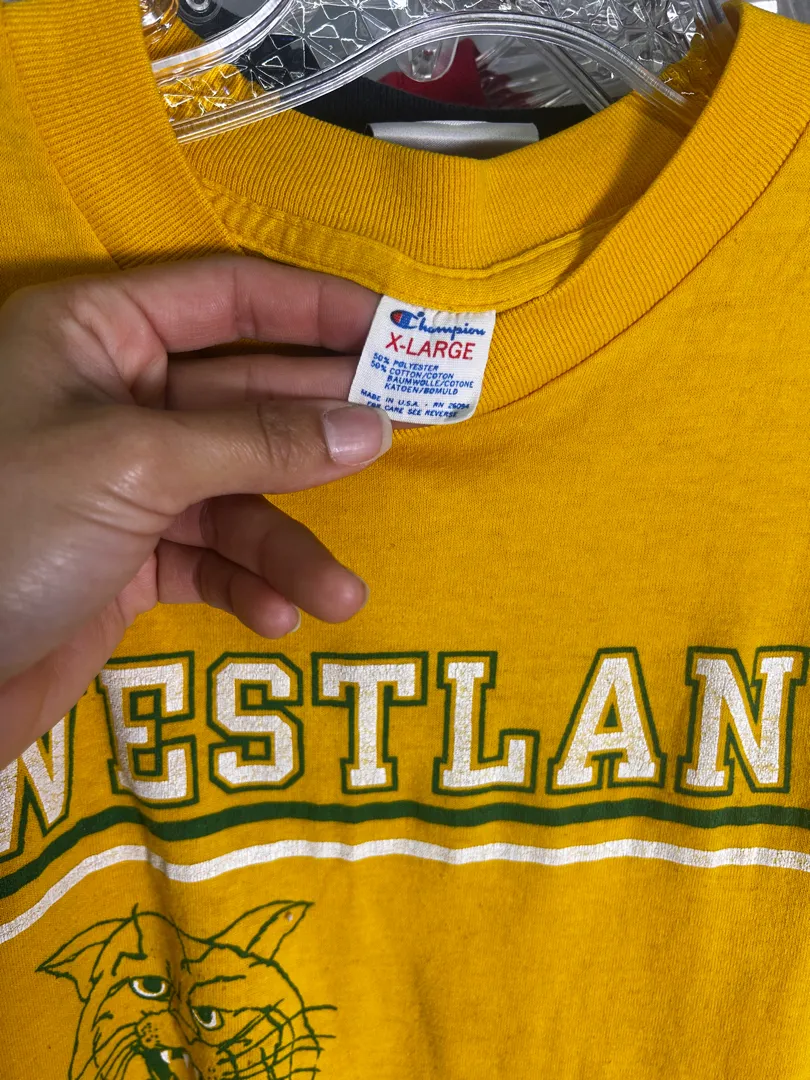 Champion
X-LARGE
50% POLYESTER
50% COTTON/COTON
BAUMWOLLE/COTONE
KATOEN/BOMULD
MADE IN U.S.A. - RN 26094
FOR CARE SEE REVERSE
WESTLAN